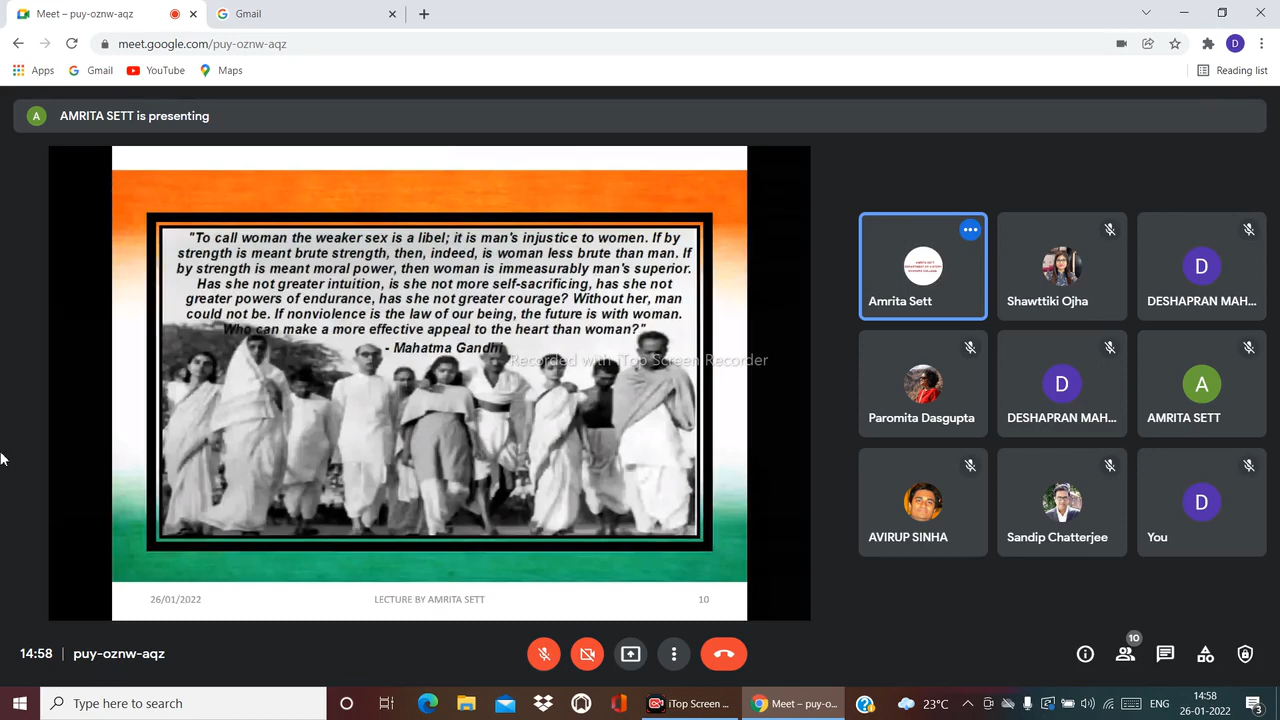 Meet – puy-oznw-aqz
Gmail
meet.google.com/puy-oznw-aqz
D
Apps
Gmail
YouTube
Maps
Reading list
A
AMRITA SETT is presenting
"To call woman the weaker sex is a libel; it is man's injustice to women. If by
strength is meant brute strength, then, indeed, is woman less brute than man. If
by strength is meant moral power, then woman is immeasurably man's superior.
Has she not greater intuition, is she not more self-sacrificing, has she not
greater powers of endurance, has she not greater courage? Without her, man
could not be. If nonviolence is the law of our being, the future is with woman.
Who can make a more effective appeal to the heart than woman?"
- Mahatma Gandhi
Recorded with iTop Screen Recorder
26/01/2022
LECTURE BY AMRITA SETT
10
Amrita Sett
Shawttiki Ojha
D
DESHAPRAN MAH...
Paromita Dasgupta
D
DESHAPRAN MAH...
A
AMRITA SETT
AVIRUP SINHA
Sandip Chatterjee
D
You
14:58
puy-oznw-aqz
10
Type here to search
iTop Screen ...
Meet – puy-o...
23°C
ENG
14:58
26-01-2022
3